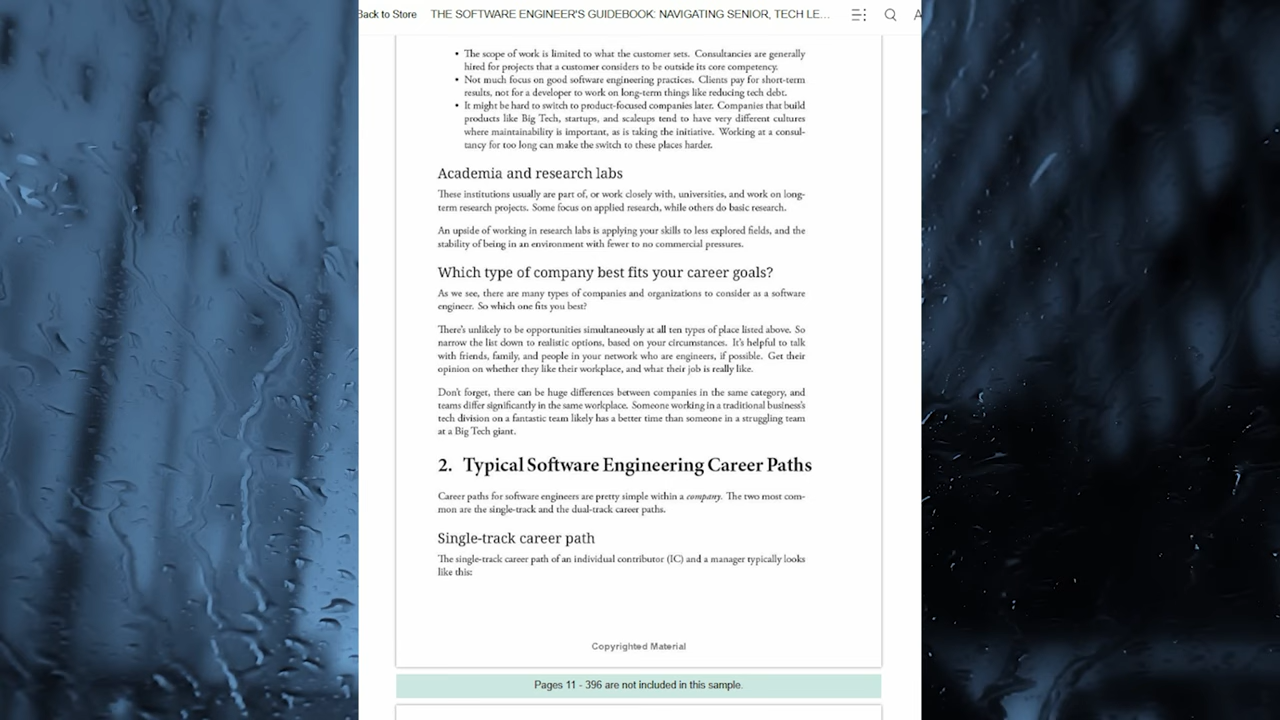 Back to Store THE SOFTWARE ENGINEER'S GUIDEBOOK: NAVIGATING SENIOR, TECH LE... A
• The scope of work is limited to what the customer sets. Consultancies are generally
hired for projects that a customer considers to be outside its core competency.
• Not much focus on good software engineering practices. Clients pay for short-term
results, not for a developer to work on long-term things like reducing tech debt.
• It might be hard to switch to product-focused companies later. Companies that build
products like Big Tech, startups, and scaleups tend to have very different cultures
where maintainability is important, as is taking the initiative. Working at a consul-
tancy for too long can make the switch to these places harder.
Academia and research labs
These institutions usually are part of, or work closely with, universities, and work on long-
term research projects. Some focus on applied research, while others do basic research.
An upside of working in research labs is applying your skills to less explored fields, and the
stability of being in an environment with fewer to no commercial pressures.
Which type of company best fits your career goals?
As we see, there are many types of companies and organizations to consider as a software
engineer. So which one fits you best?
There's unlikely to be opportunities simultaneously at all ten types of place listed above. So
narrow the list down to realistic options, based on your circumstances. It's helpful to talk
with friends, family, and people in your network who are engineers, if possible. Get their
opinion on whether they like their workplace, and what their job is really like.
Don't forget, there can be huge differences between companies in the same category, and
teams differ significantly in the same workplace. Someone working in a traditional business's
tech division on a fantastic team likely has a better time than someone in a struggling team
at a Big Tech giant.
2. Typical Software Engineering Career Paths
Career paths for software engineers are pretty simple within a company. The two most com-
mon are the single-track and the dual-track career paths.
Single-track career path
The single-track career path of an individual contributor (IC) and a manager typically looks
like this:
Copyrighted Material
Pages 11 - 396 are not included in this sample.